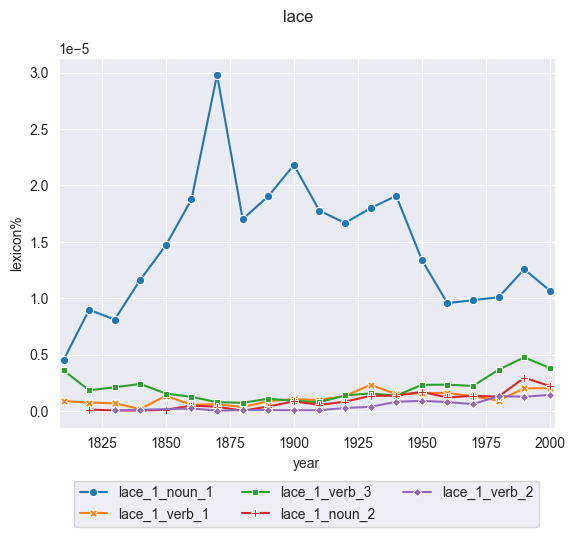 lace
1e−5
3.0
2.5
2.0
1.5
1.0
0.5
0.0
lexicon%
1825 1850 1875 1900 1925 1950 1975 2000
year
lace_1_noun_1 lace_1_verb_3 lace_1_verb_2
lace_1_verb_1 lace_1_noun_2